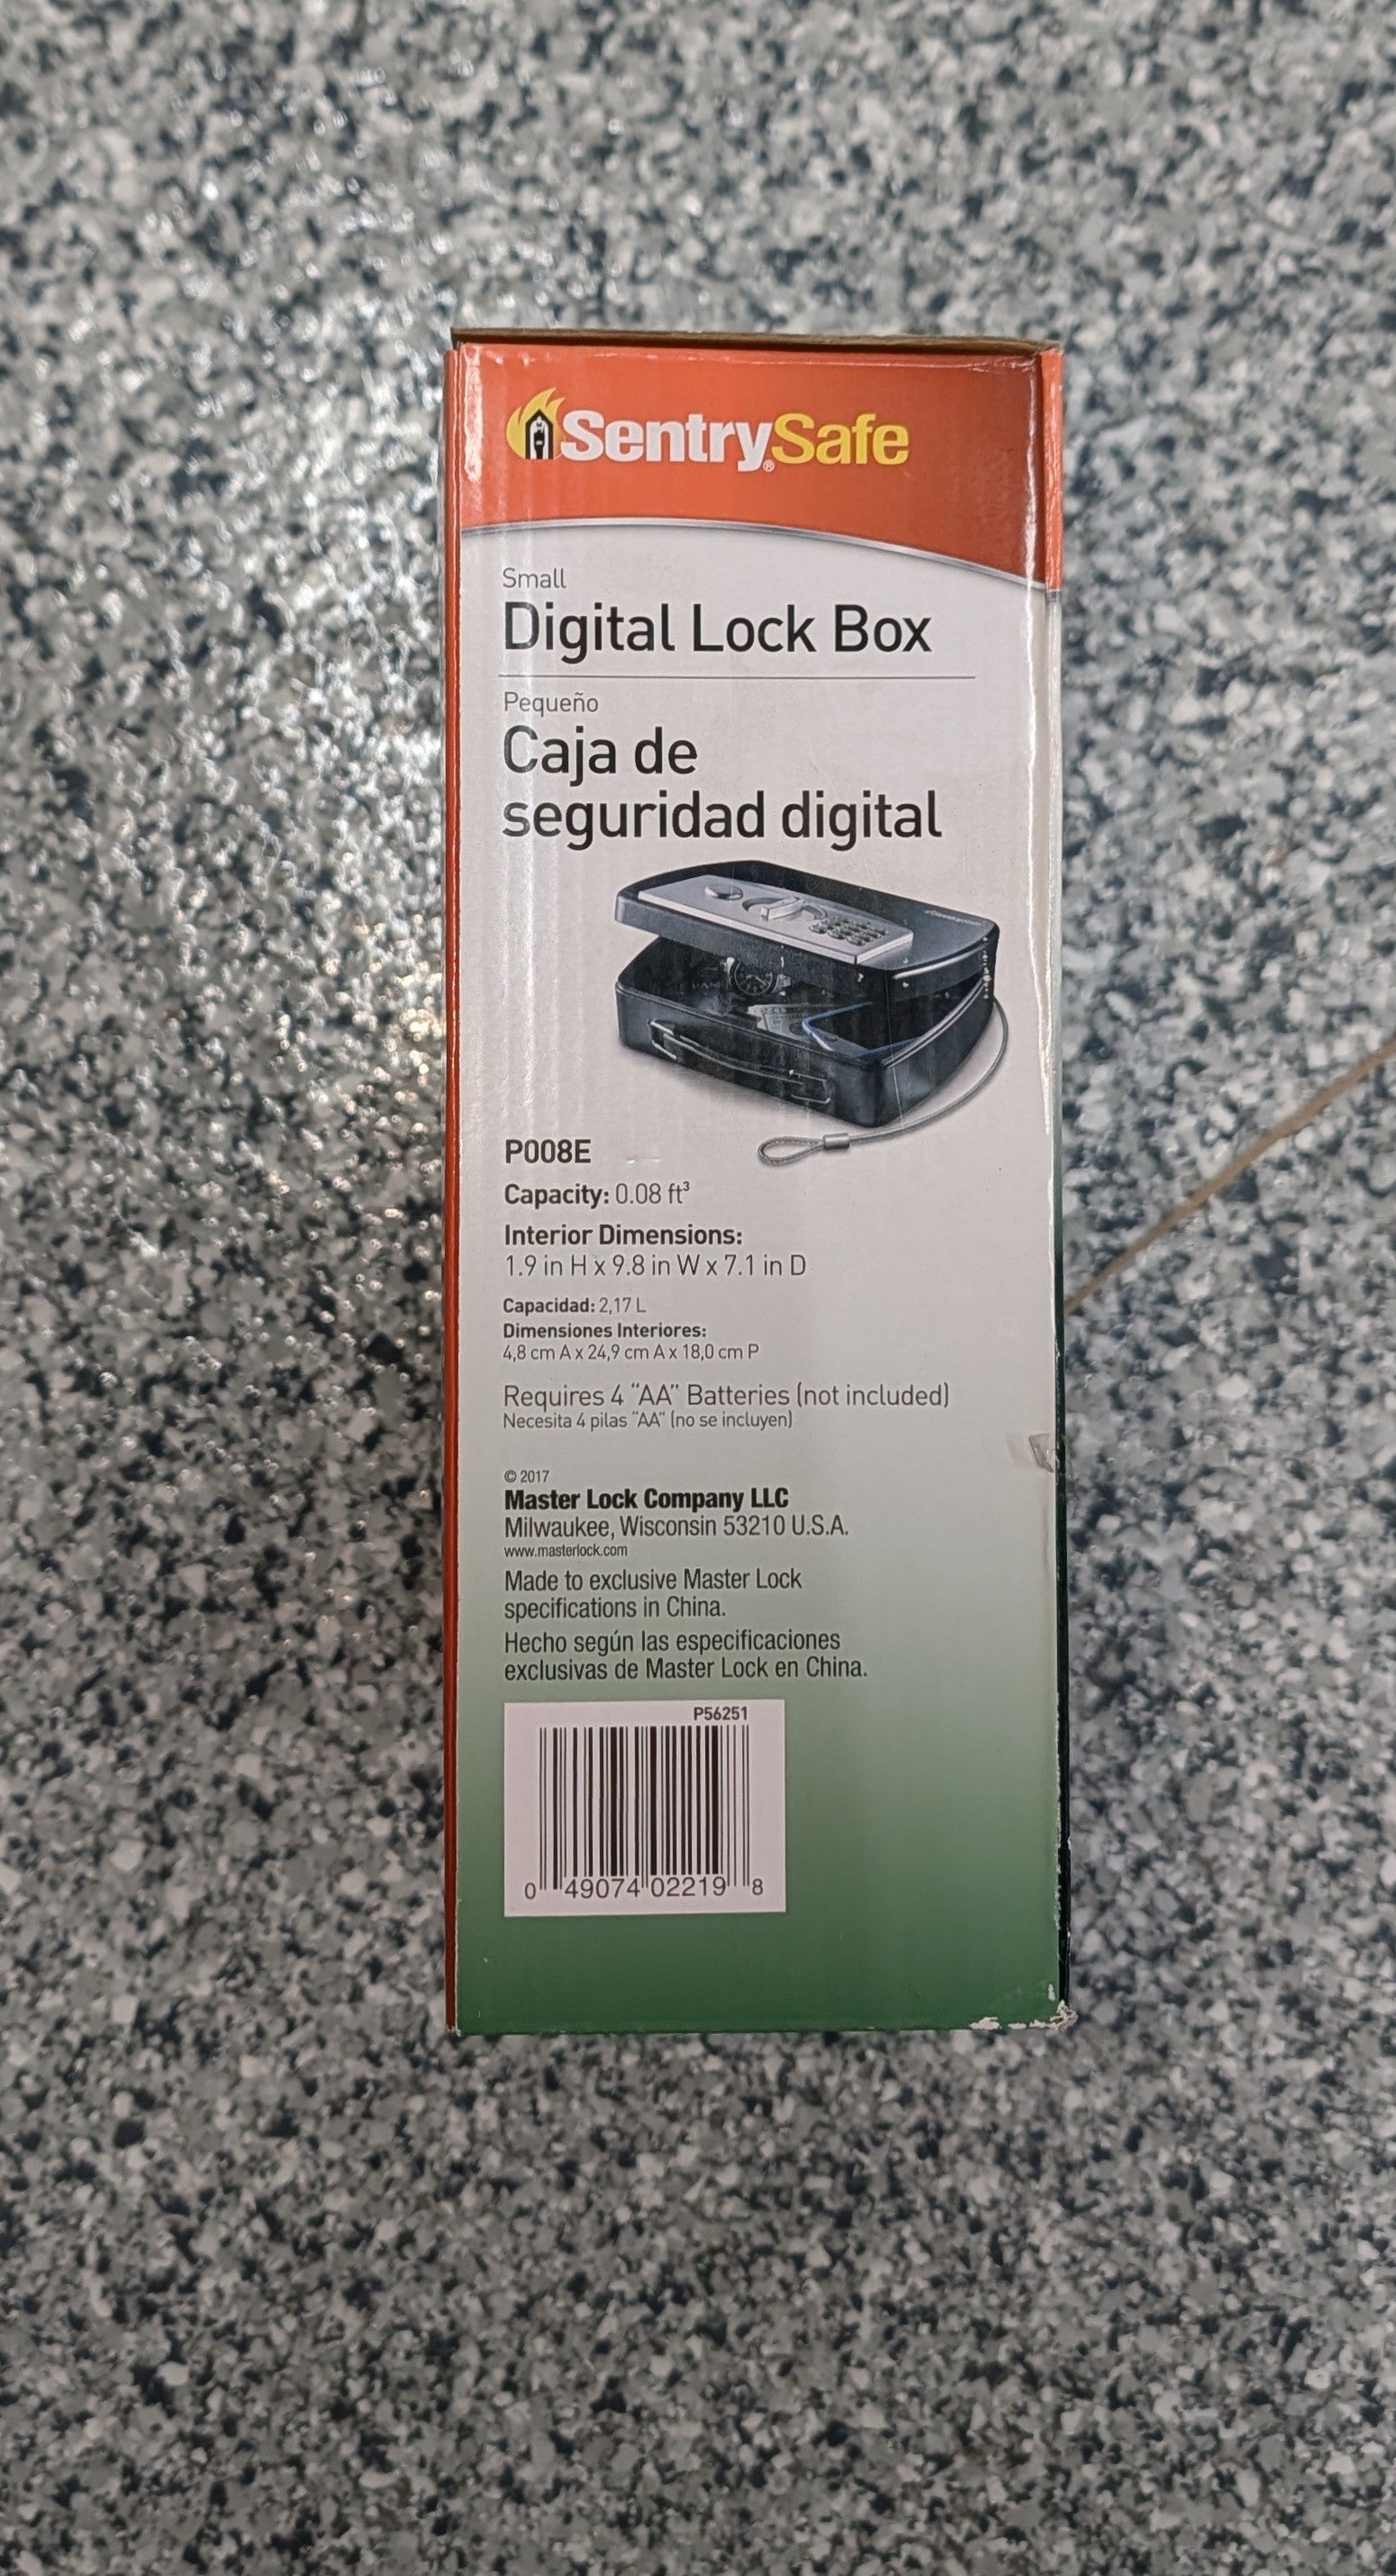 SentrySafe®
Small
Digital Lock Box
Pequeño
Caja de
seguridad digital
P008E
Capacity: 0.08 ft³
Interior Dimensions:
1.9 in H x 9.8 in W x 7.1 in D
Capacidad: 2,17 L
Dimensiones Interiores:
4,8 cm A x 24,9 cm A x 18,0 cm P
Requires 4 “AA” Batteries (not included)
Necesita 4 pilas “AA” (no se incluyen)
© 2017
Master Lock Company LLC
Milwaukee, Wisconsin 53210 U.S.A.
www.masterlock.com
Made to exclusive Master Lock
specifications in China.
Hecho según las especificaciones
exclusivas de Master Lock en China.
P56251
0 49074 02219 8